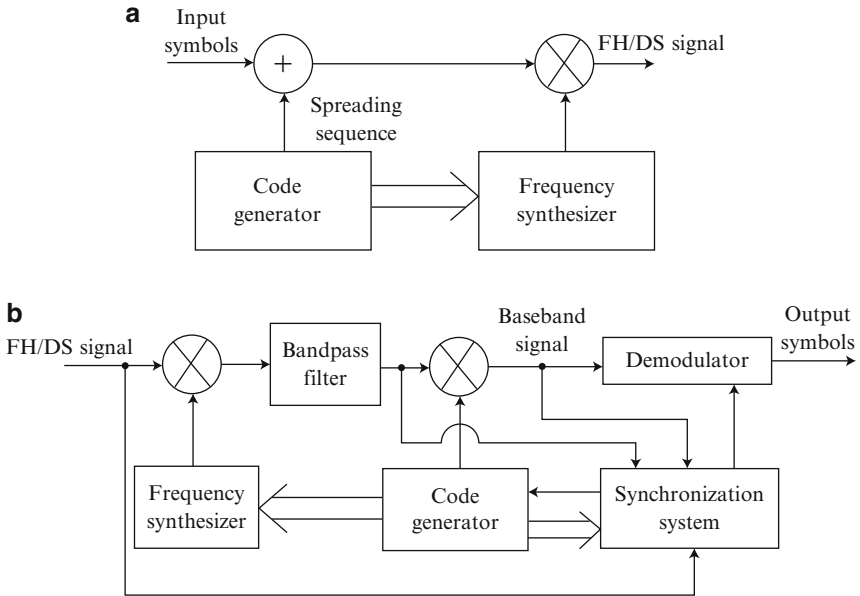 a
Input
symbols
+
FH/DS signal
Spreading
sequence
Code
generator
Frequency
synthesizer
b
FH/DS signal
Bandpass
filter
Baseband
signal
Demodulator
Output
symbols
Frequency
synthesizer
Code
generator
Synchronization
system